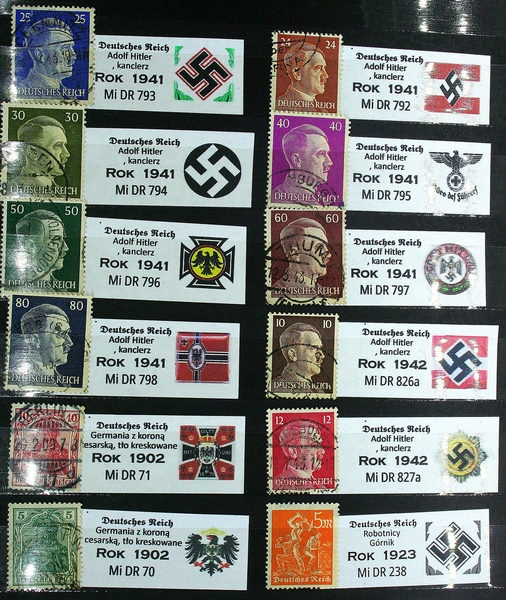 25 25
DEUTSCHES REICH
Deutsches Reich
Adolf Hitler
, kanclerz
Rok 1941
Mi DR 793
24 24
DEUTSCHES REICH
Deutsches Reich
Adolf Hitler
, kanclerz
Rok 1941
Mi DR 792
30 30
DEUTSCHES REICH
Deutsches Reich
Adolf Hitler
, kanclerz
Rok 1941
Mi DR 794
40 40
DEUTSCHES REICH
Deutsches Reich
Adolf Hitler
, kanclerz
Rok 1941
Mi DR 795
50 50
DEUTSCHES REICH
Deutsches Reich
Adolf Hitler
, kanclerz
Rok 1941
Mi DR 796
60 60
DEUTSCHES REICH
Deutsches Reich
Adolf Hitler
, kanclerz
Rok 1941
Mi DR 797
80 80
DEUTSCHES REICH
Deutsches Reich
Adolf Hitler
, kanclerz
Rok 1941
Mi DR 798
10 10
DEUTSCHES REICH
Deutsches Reich
Adolf Hitler
, kanclerz
Rok 1942
Mi DR 826a
10 10
Deutsches Reich
Germania z koroną
cesarską, tło kreskowane
Rok 1902
Mi DR 71
MIT UNS
12 12
DEUTSCHES REICH
Deutsches Reich
Adolf Hitler
, kanclerz
Rok 1942
Mi DR 827a
5 5
DEUTSCHES REICH
Deutsches Reich
Germania z koroną
cesarską, tło kreskowane
Rok 1902
Mi DR 70
5 M
Deutsches Reich
Deutsches Reich
Robotnicy
Górnik
Rok 1923
Mi DR 238